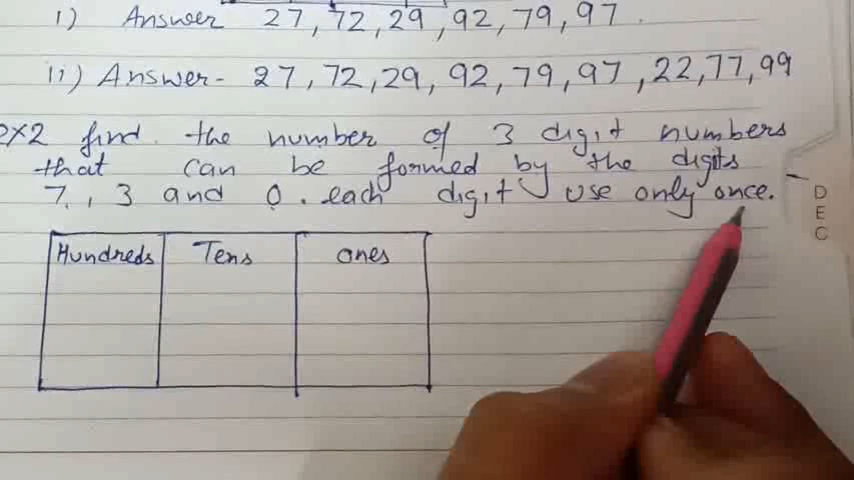 i) Answer 27, 72, 29, 92, 79, 97
ii) Answer- 27, 72, 29, 92, 79, 97, 22, 77, 99
find the number of 3 digit numbers
that can be formed by the digits
7, 3 and 0. each digit use only once.
Hundreds Tens ones
DEC